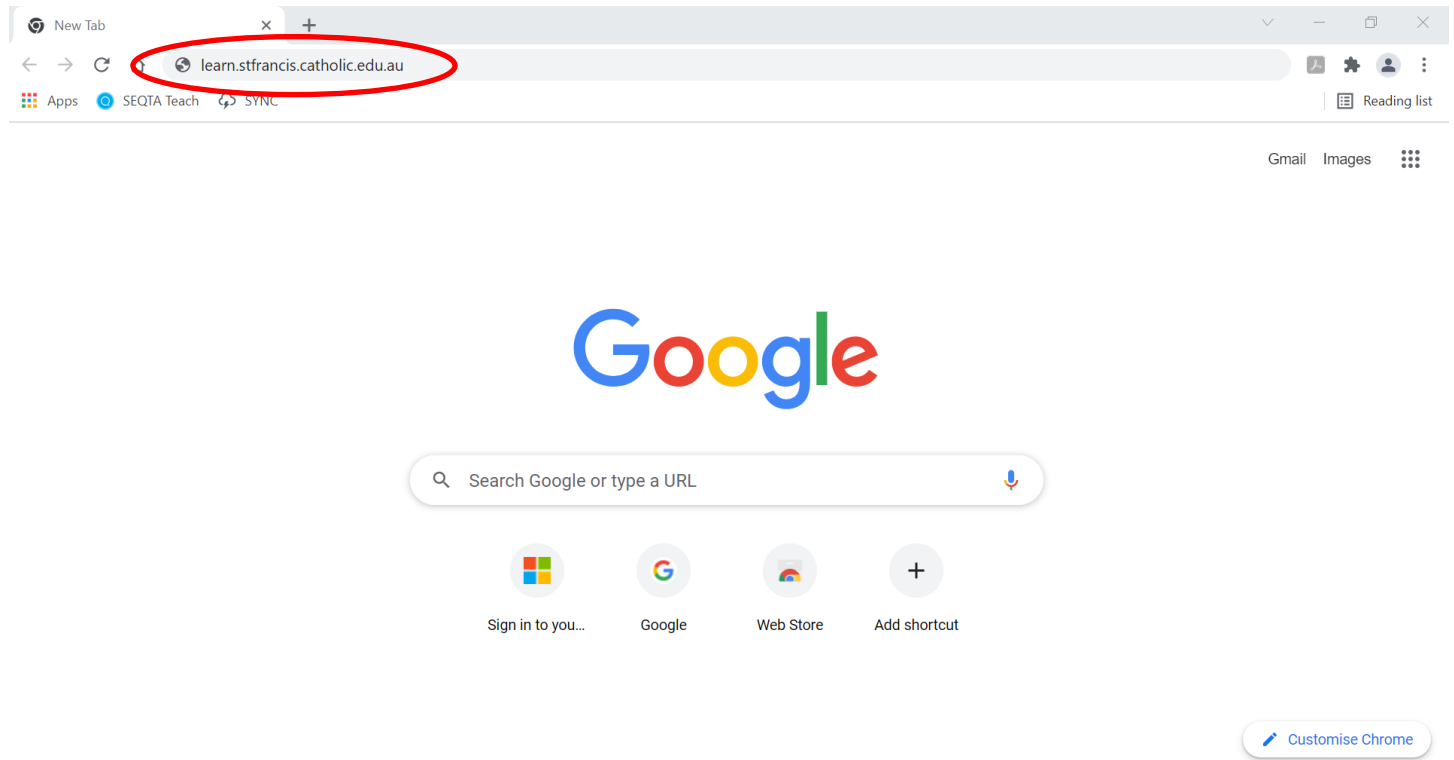 New Tab
learn.stfrancis.catholic.edu.au
Apps SEQTA Teach SYNC Reading list
Gmail Images
Google
Search Google or type a URL
Sign in to you... Google Web Store Add shortcut
Customise Chrome